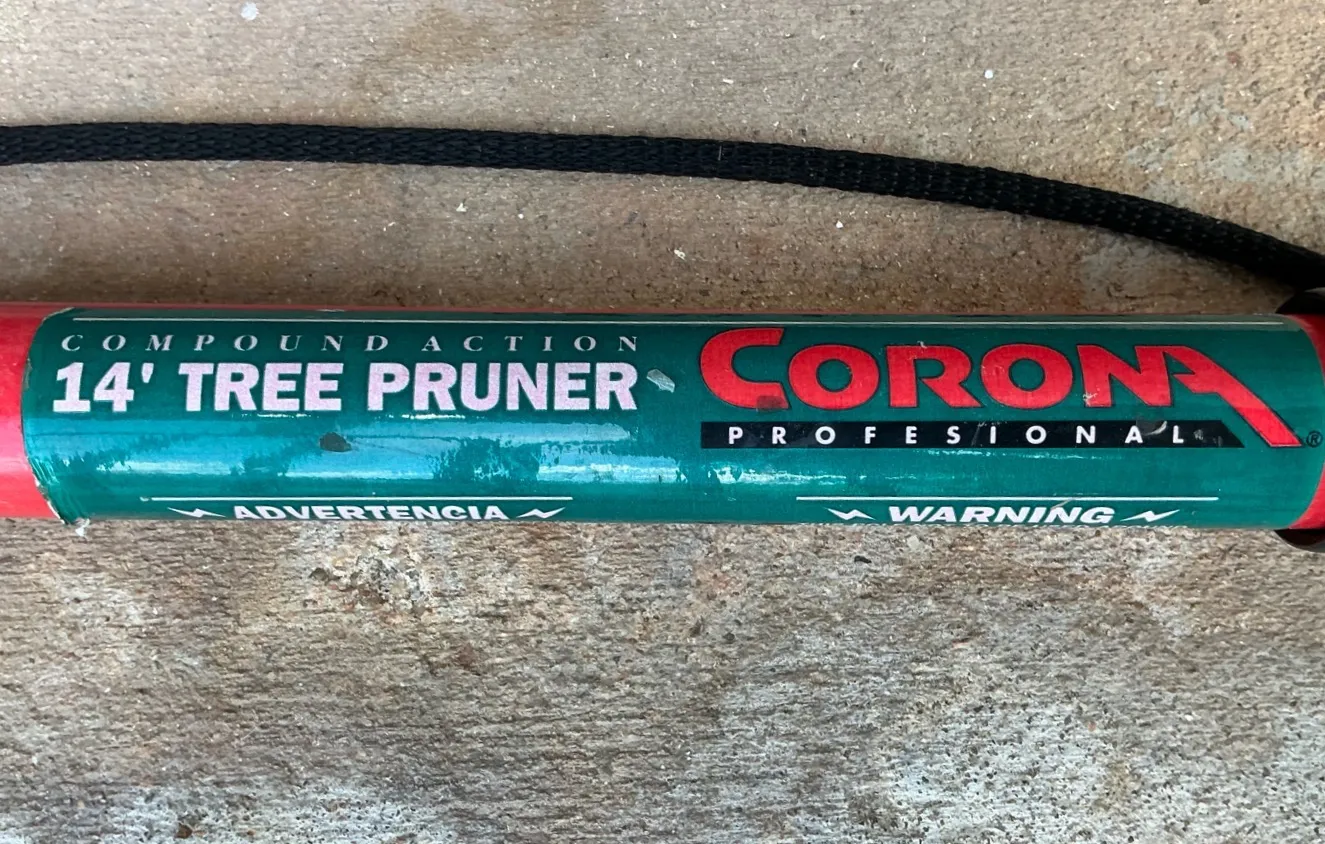 COMPOUND ACTION
14' TREE PRUNER
CORONA
PROFESIONAL®
ADVERTENCIA
WARNING